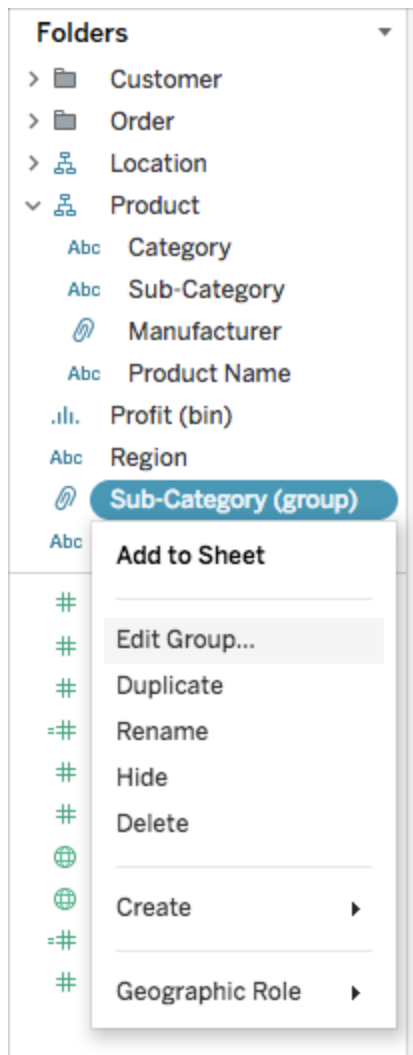 Folders
Customer
Order
Location
Product
Abc Category
Abc Sub-Category
Manufacturer
Abc Product Name
Profit (bin)
Abc Region
Sub-Category (group)
Abc
Add to Sheet
# Edit Group...
# Duplicate
=# Rename
# Hide
# Delete
Create
=#
# Geographic Role